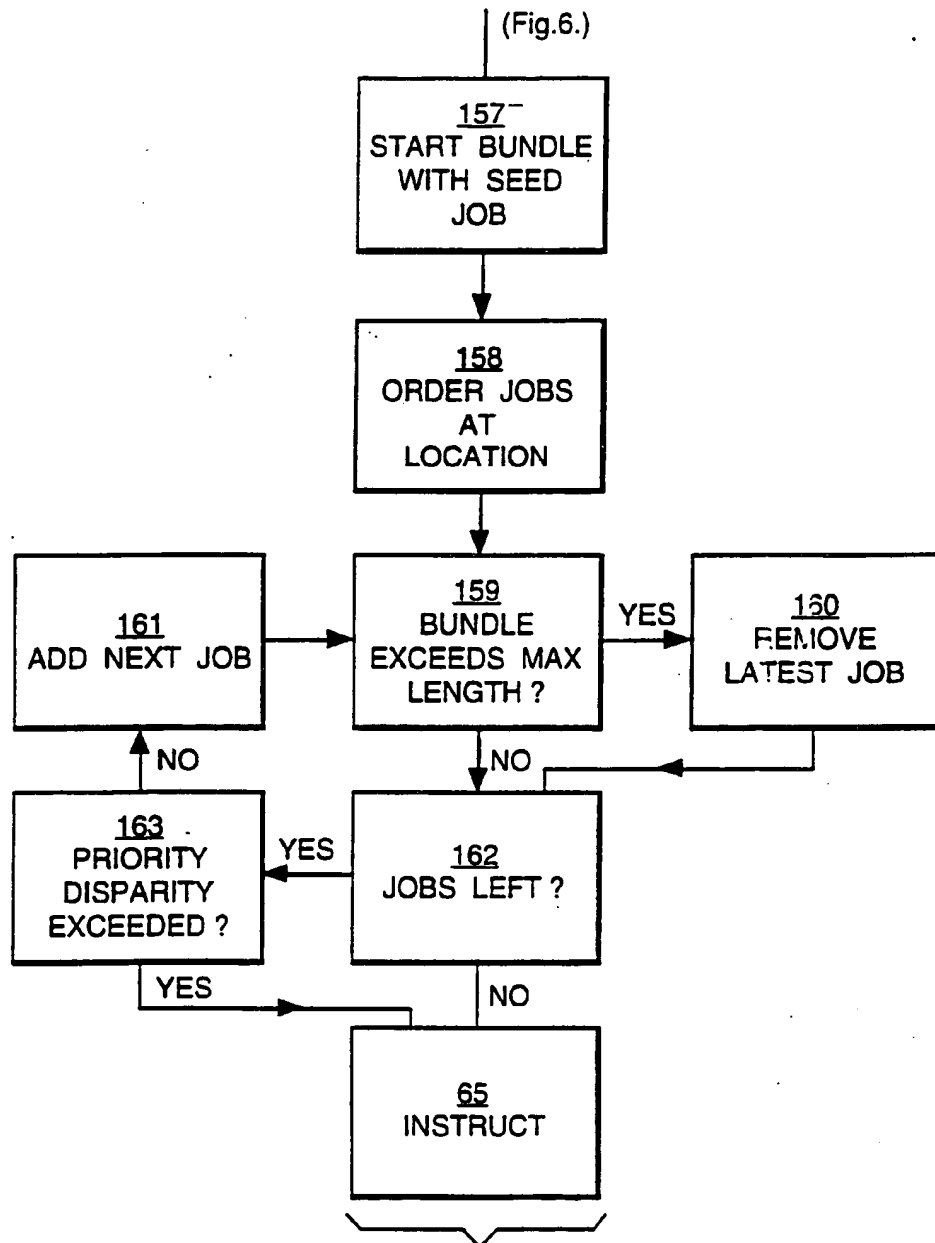 (Fig.6.)
157
START BUNDLE
WITH SEED
JOB
158
ORDER JOBS
AT
LOCATION
161
ADD NEXT JOB
159
BUNDLE
EXCEEDS MAX
LENGTH ?
YES
160
REMOVE
LATEST JOB
NO
NO
163
PRIORITY
DISPARITY
EXCEEDED ?
YES
162
JOBS LEFT ?
YES
NO
65
INSTRUCT